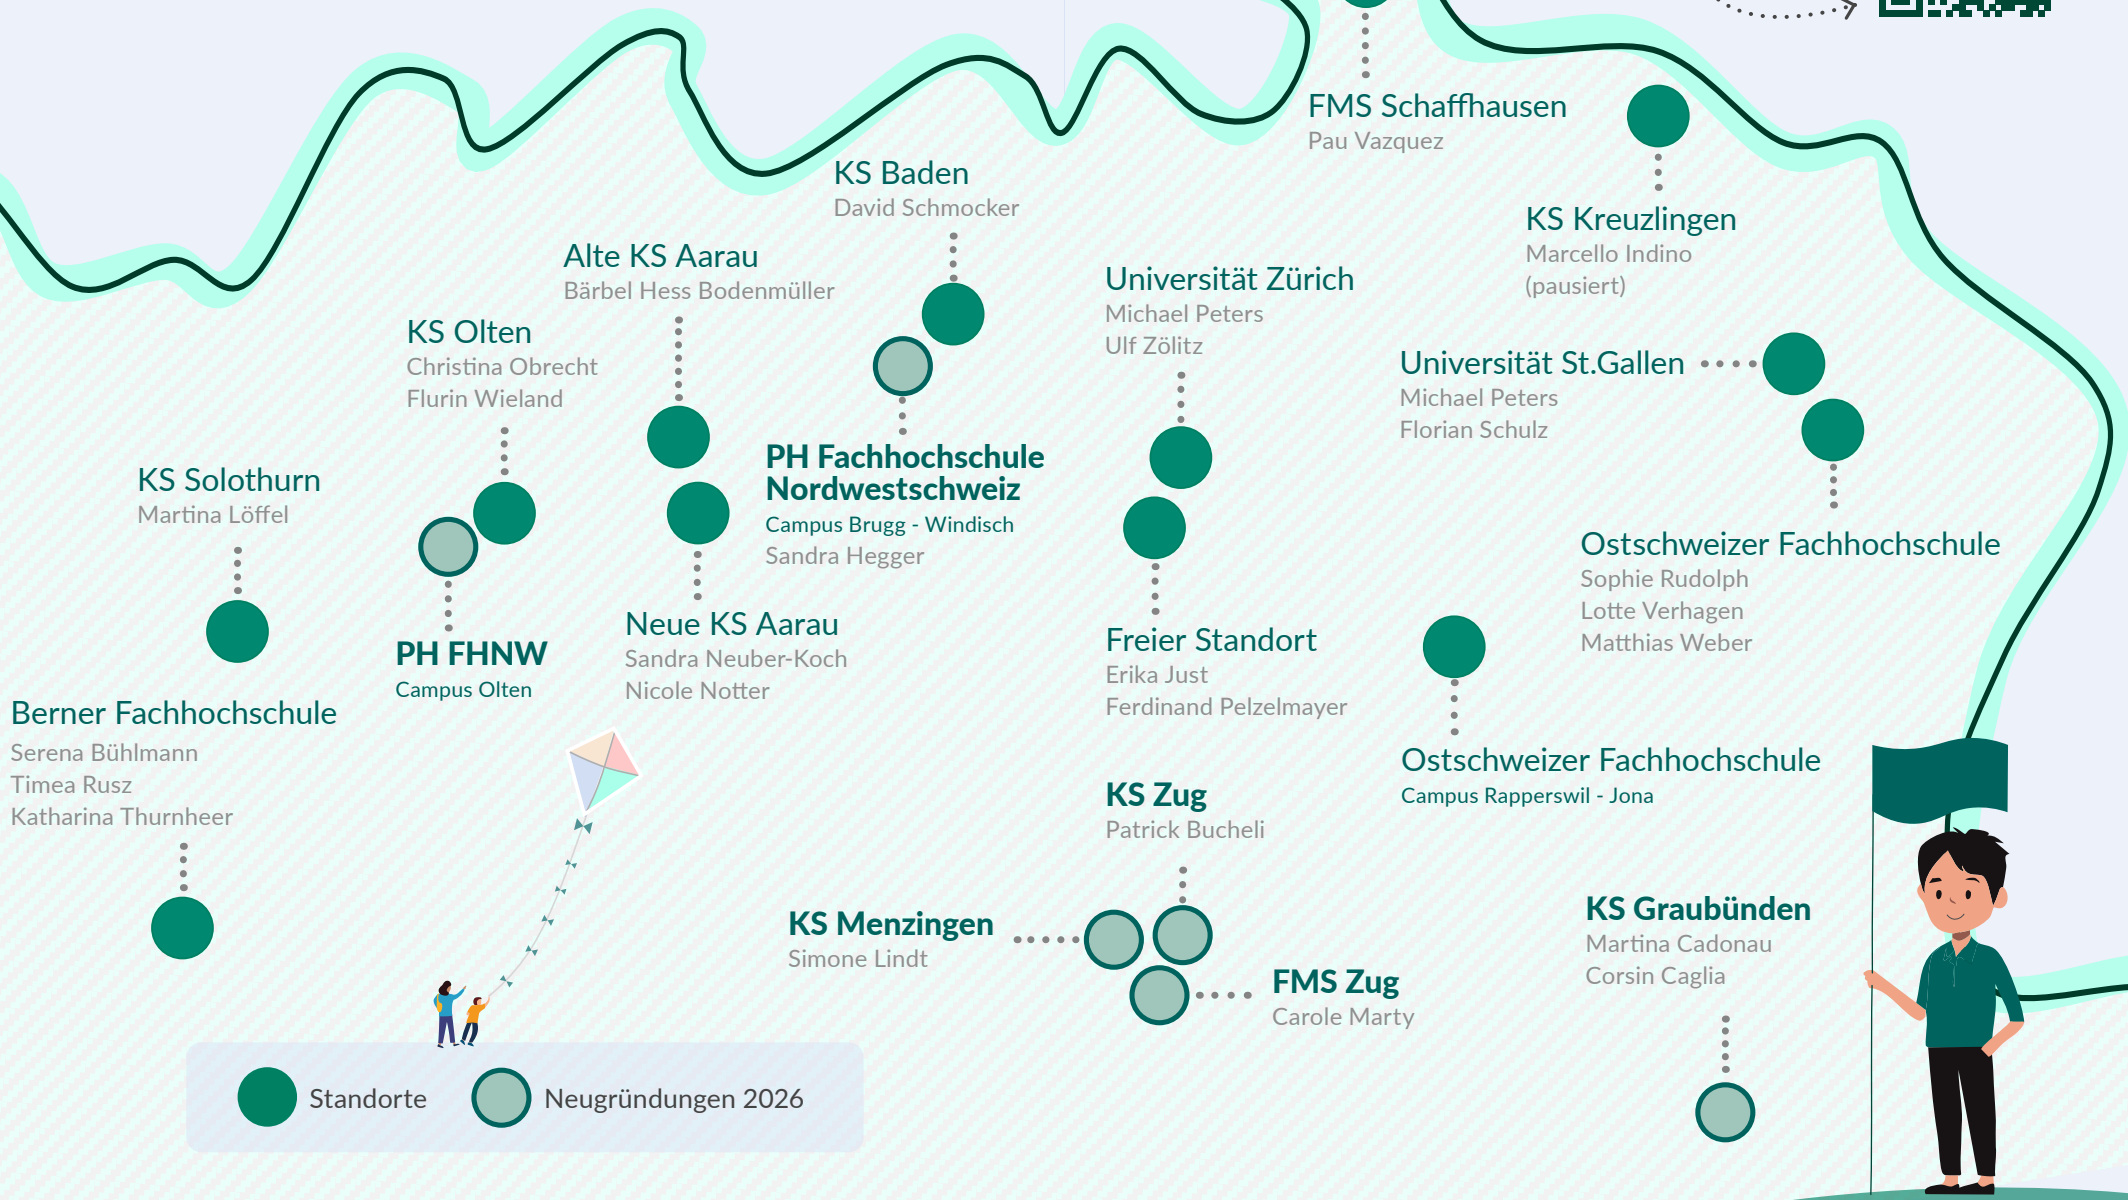 FMS Schaffhausen
Pau Vazquez
KS Baden
David Schmocker
KS Kreuzlingen
Marcello Indino
(pausiert)
Alte KS Aarau
Bärbel Hess Bodenmüller
Universität Zürich
Michael Peters
Ulf Zölitz
KS Olten
Christina Obrecht
Flurin Wieland
Universität St.Gallen
Michael Peters
Florian Schulz
PH Fachhochschule
Nordwestschweiz
Campus Brugg - Windisch
Sandra Hegger
KS Solothurn
Martina Löffel
Ostschweizer Fachhochschule
Sophie Rudolph
Lotte Verhagen
Matthias Weber
PH FHNW
Campus Olten
Neue KS Aarau
Sandra Neuber-Koch
Nicole Notter
Freier Standort
Erika Just
Ferdinand Pelzelmayer
Berner Fachhochschule
Serena Bühlmann
Timea Rusz
Katharina Thurnheer
Ostschweizer Fachhochschule
Campus Rapperswil - Jona
KS Zug
Patrick Bucheli
KS Menzingen
Simone Lindt
KS Graubünden
Martina Cadonau
Corsin Caglia
FMS Zug
Carole Marty
Standorte
Neugründungen 2026